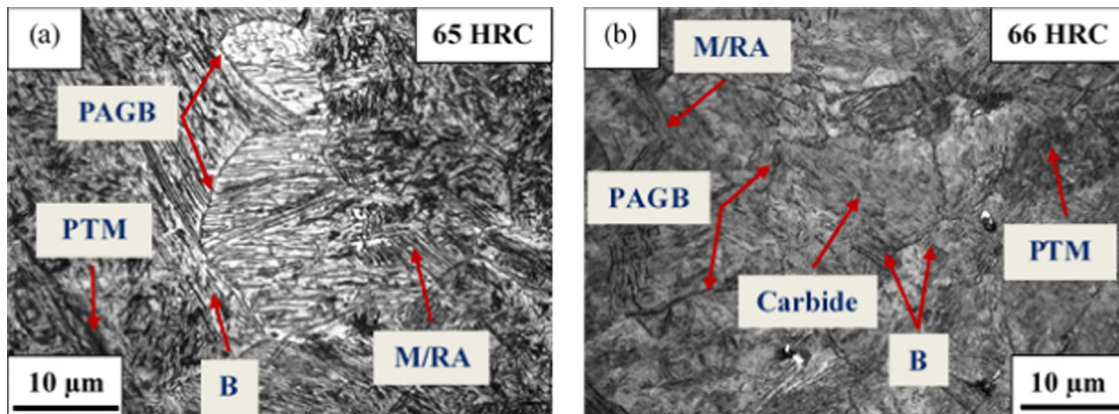 (a)
65 HRC
PAGB
PTM
B
M/RA
10 µm
(b)
66 HRC
M/RA
PAGB
Carbide
PTM
B
10 µm